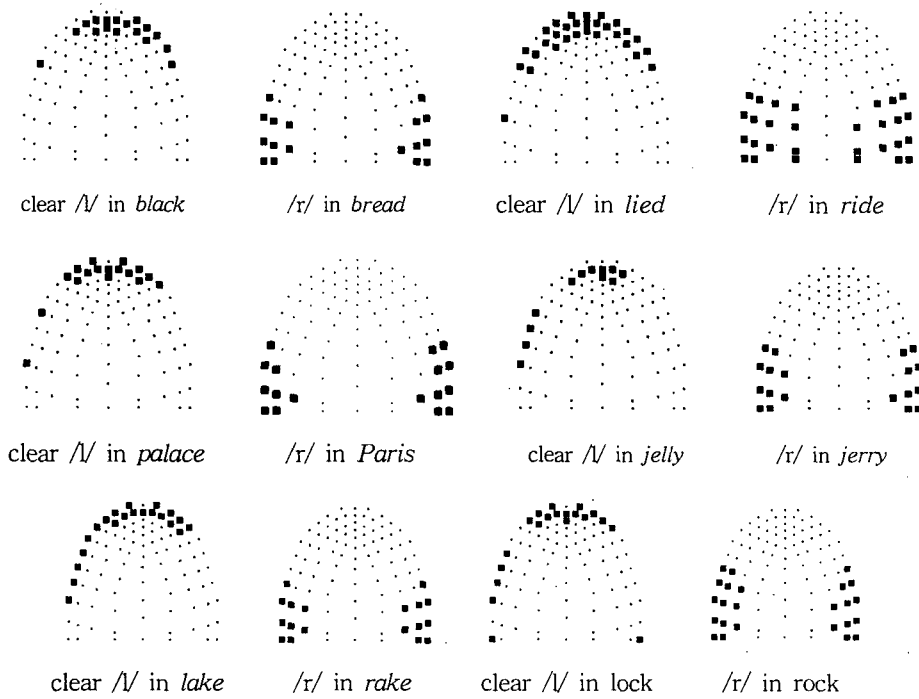 clear /l/ in black /r/ in bread clear /l/ in lied /r/ in ride
clear /l/ in palace /r/ in Paris clear /l/ in jelly /r/ in jerry
clear /l/ in lake /r/ in rake clear /l/ in lock /r/ in rock